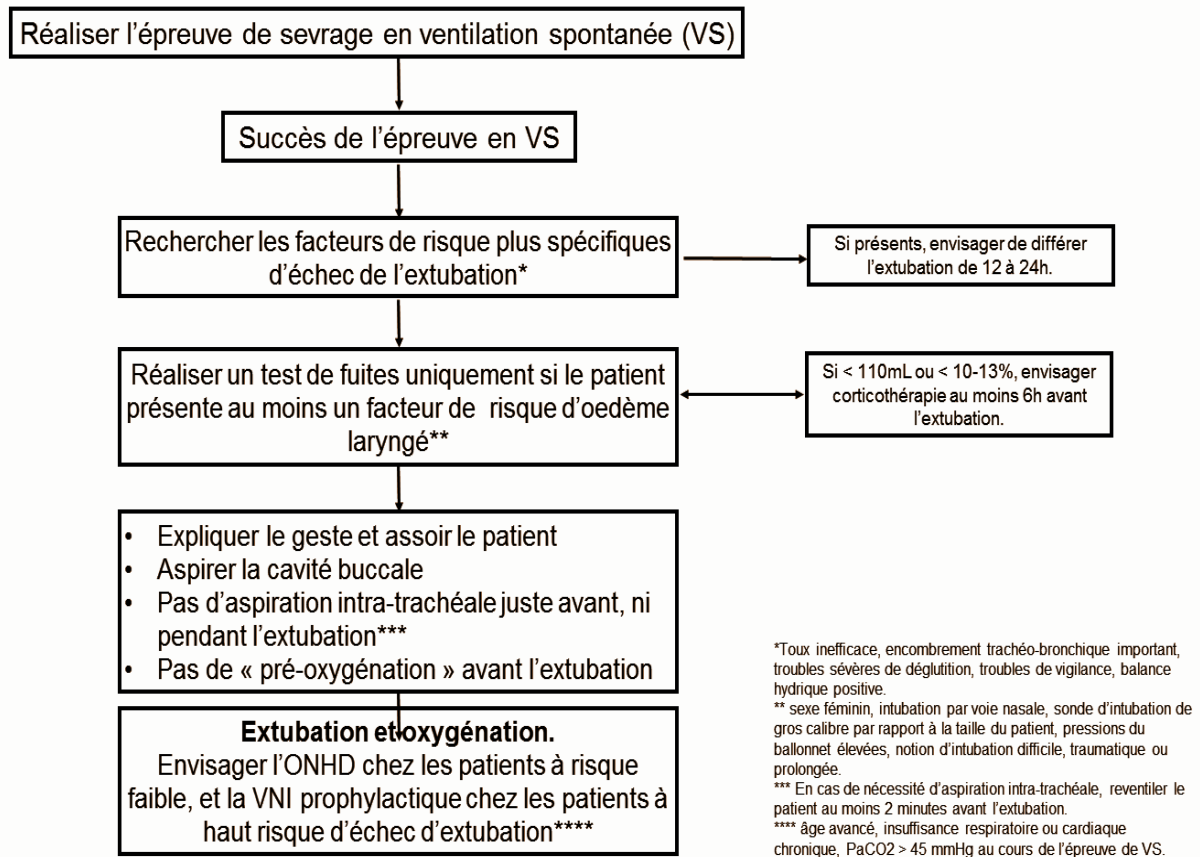 Réaliser l'épreuve de sevrage en ventilation spontanée (VS)
Succès de l'épreuve en VS
Rechercher les facteurs de risque plus spécifiques
d'échec de l'extubation*
Si présents, envisager de différer
l'extubation de 12 à 24h.
Réaliser un test de fuites uniquement si le patient
présente au moins un facteur de risque d'oedème
laryngé**
Si < 110mL ou < 10-13%, envisager
corticothérapie au moins 6h avant
l'extubation.
• Expliquer le geste et assoir le patient
• Aspirer la cavité buccale
• Pas d'aspiration intra-trachéale juste avant, ni
pendant l'extubation***
• Pas de « pré-oxygénation » avant l'extubation
Extubation et oxygénation.
Envisager l'ONHD chez les patients à risque
faible, et la VNI prophylactique chez les patients à
haut risque d'échec d'extubation****
*Toux inefficace, encombrement trachéo-bronchique important,
troubles sévères de déglutition, troubles de vigilance, balance
hydrique positive.
** sexe féminin, intubation par voie nasale, sonde d'intubation de
gros calibre par rapport à la taille du patient, pressions du
ballonnet élevées, notion d'intubation difficile, traumatique ou
prolongée.
*** En cas de nécessité d'aspiration intra-trachéale, reventiler le
patient au moins 2 minutes avant l'extubation.
**** âge avancé, insuffisance respiratoire ou cardiaque
chronique, PaCO2 > 45 mmHg au cours de l'épreuve de VS.